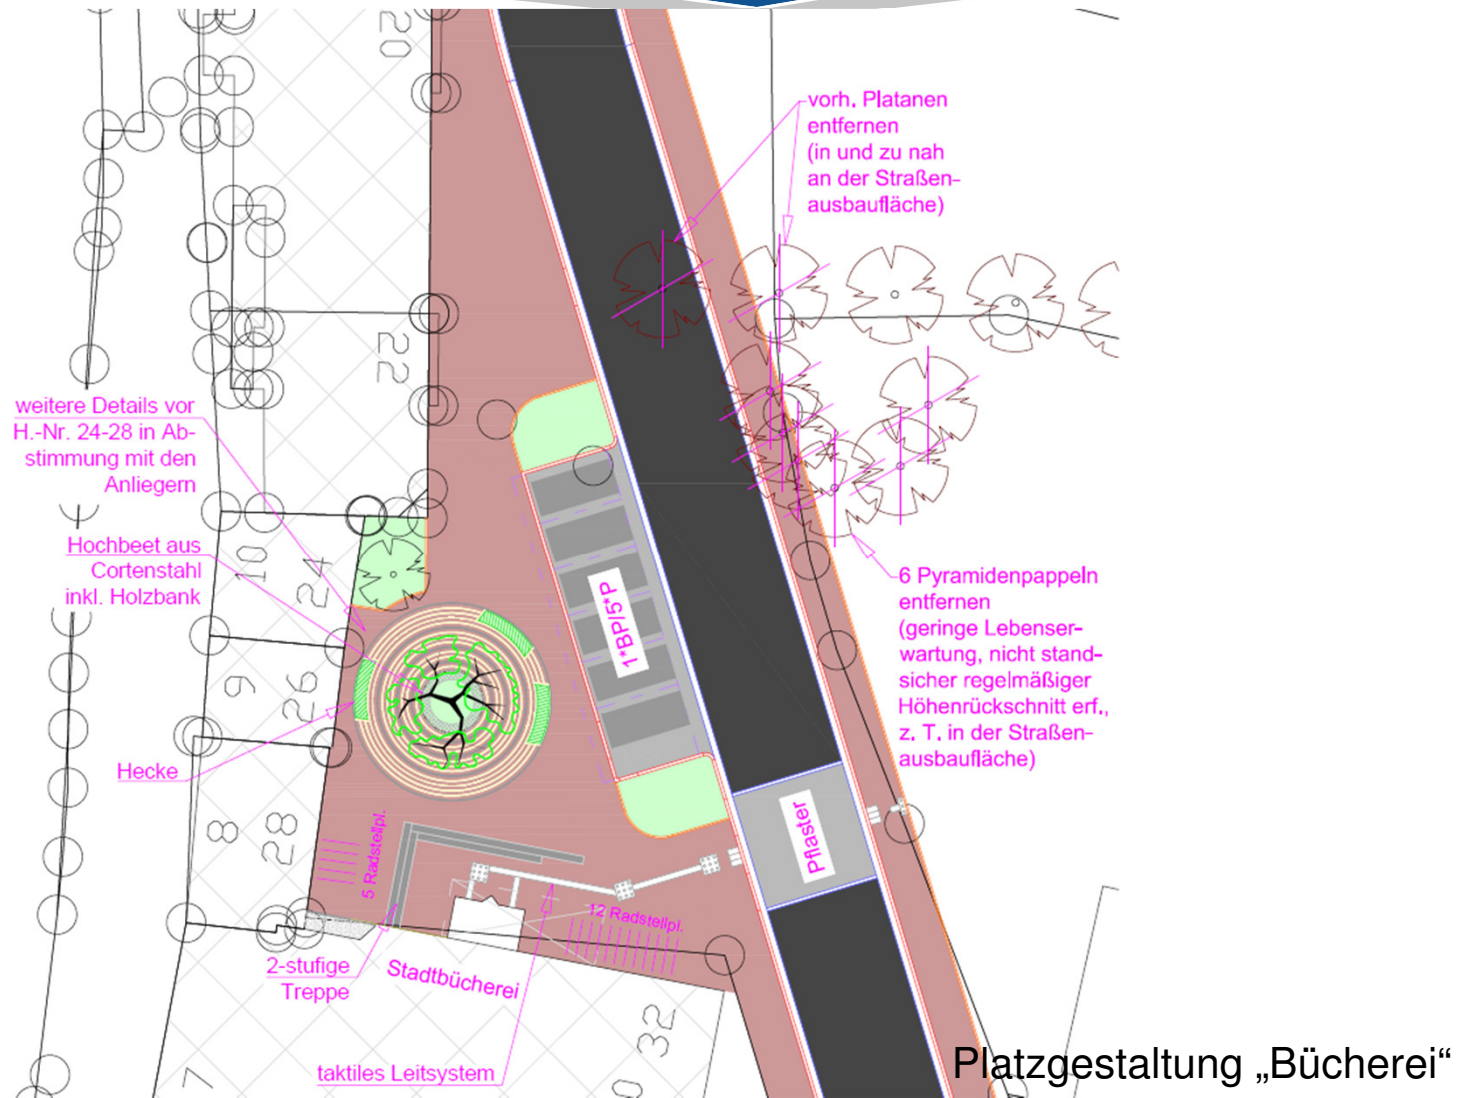 20
vorh. Platanen
entfernen
(in und zu nah
an der Straßen-
ausbaufläche)
22
weitere Details vor
H.-Nr. 24-28 in Ab-
stimmung mit den
Anliegern
Hochbeet aus
Cortenstahl
inkl. Holzbank
10
24
1*BP/5*P
6 Pyramidenpappeln
entfernen
(geringe Lebenser-
wartung, nicht stand-
sicher regelmäßiger
Höhenrückschnitt erf.,
z. T. in der Straßen-
ausbaufläche)
9
26
Hecke
8
28
5 Radstellpl.
Pflaster
12 Radstellpl.
2-stufige
Treppe
Stadtbücherei
32
taktiles Leitsystem
7
0
Platzgestaltung „Bücherei“